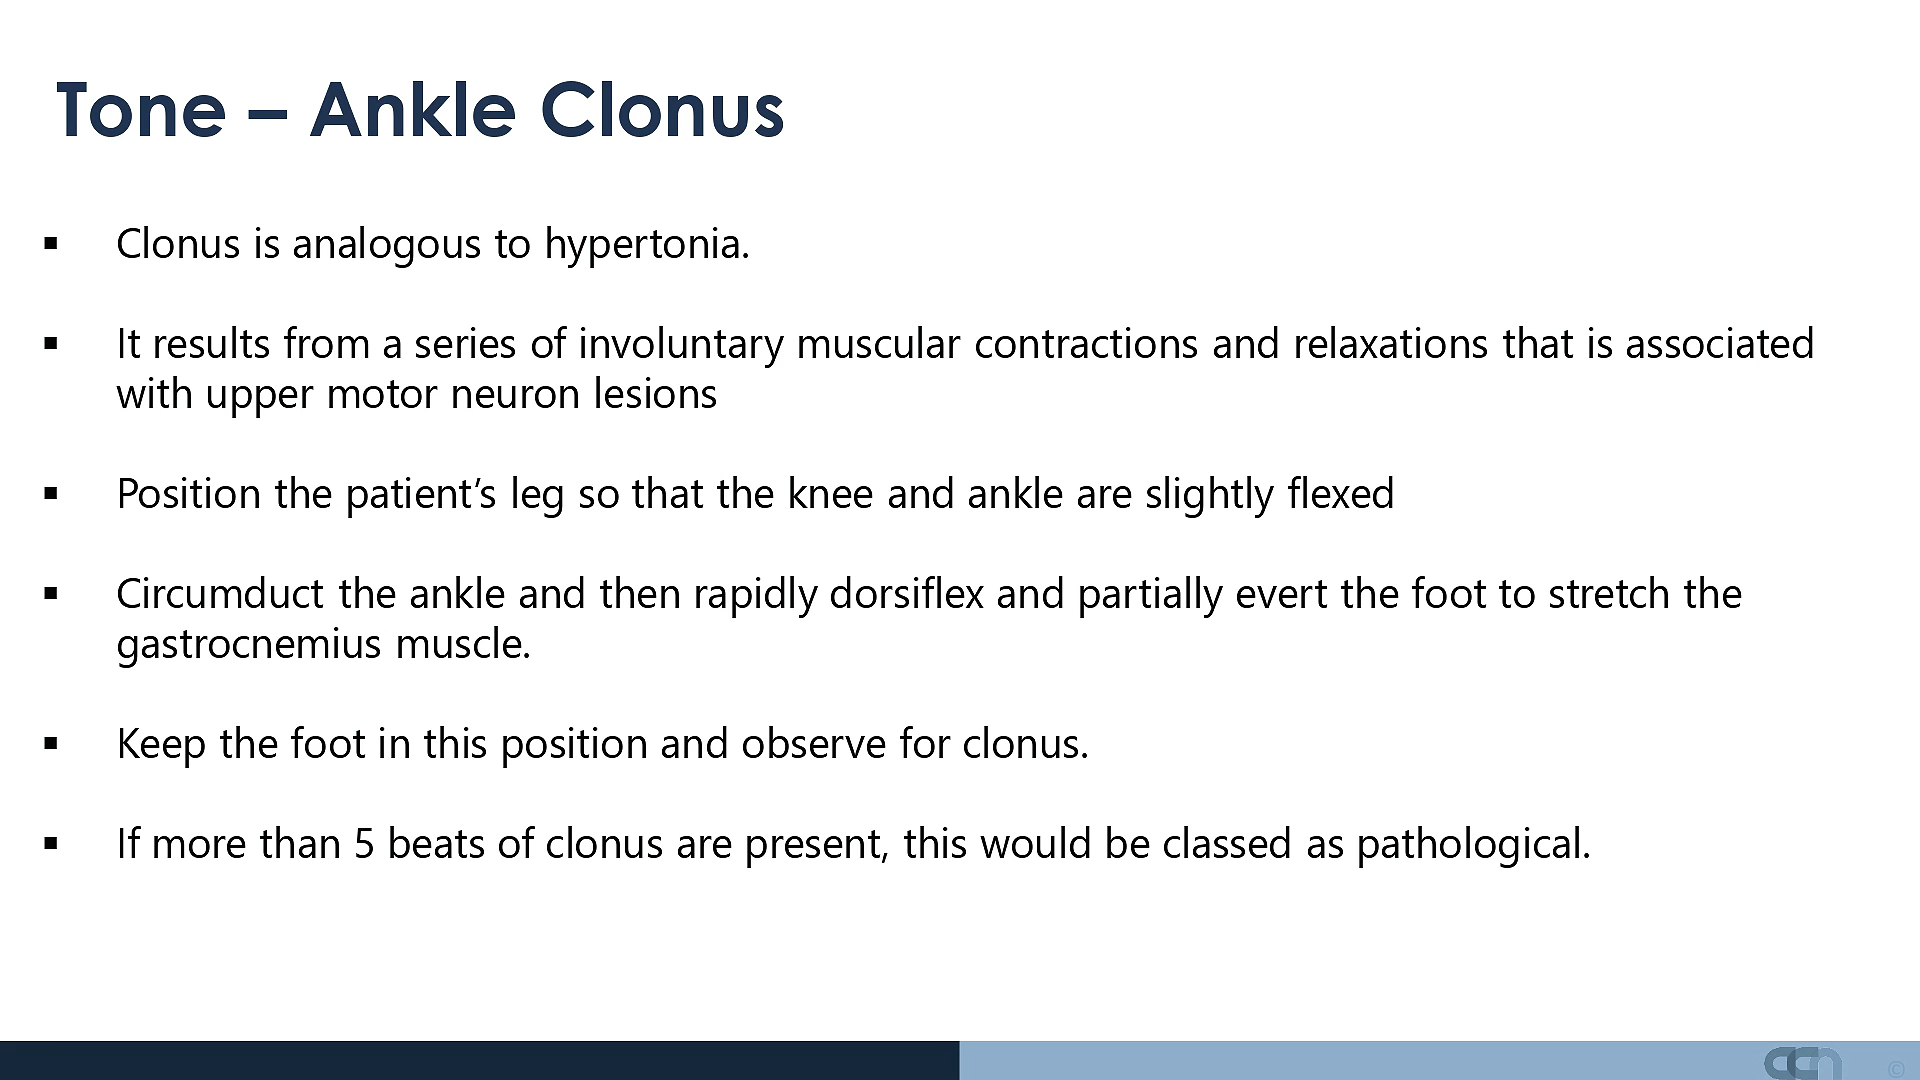 Tone – Ankle Clonus
▪ Clonus is analogous to hypertonia.
▪ It results from a series of involuntary muscular contractions and relaxations that is associated
with upper motor neuron lesions
▪ Position the patient’s leg so that the knee and ankle are slightly flexed
▪ Circumduct the ankle and then rapidly dorsiflex and partially evert the foot to stretch the
gastrocnemius muscle.
▪ Keep the foot in this position and observe for clonus.
▪ If more than 5 beats of clonus are present, this would be classed as pathological.
©